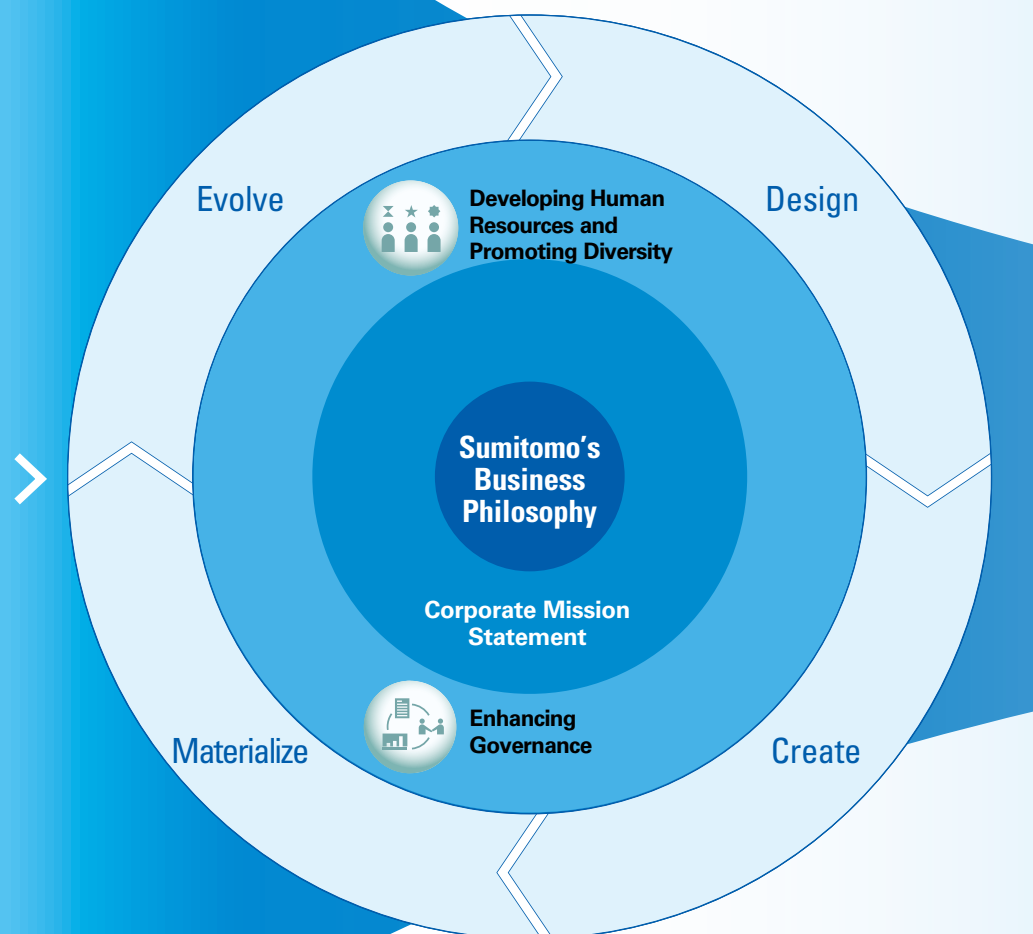 Evolve
Design
Developing Human
Resources and
Promoting Diversity
Sumitomo’s
Business
Philosophy
Corporate Mission
Statement
Enhancing
Governance
Materialize
Create